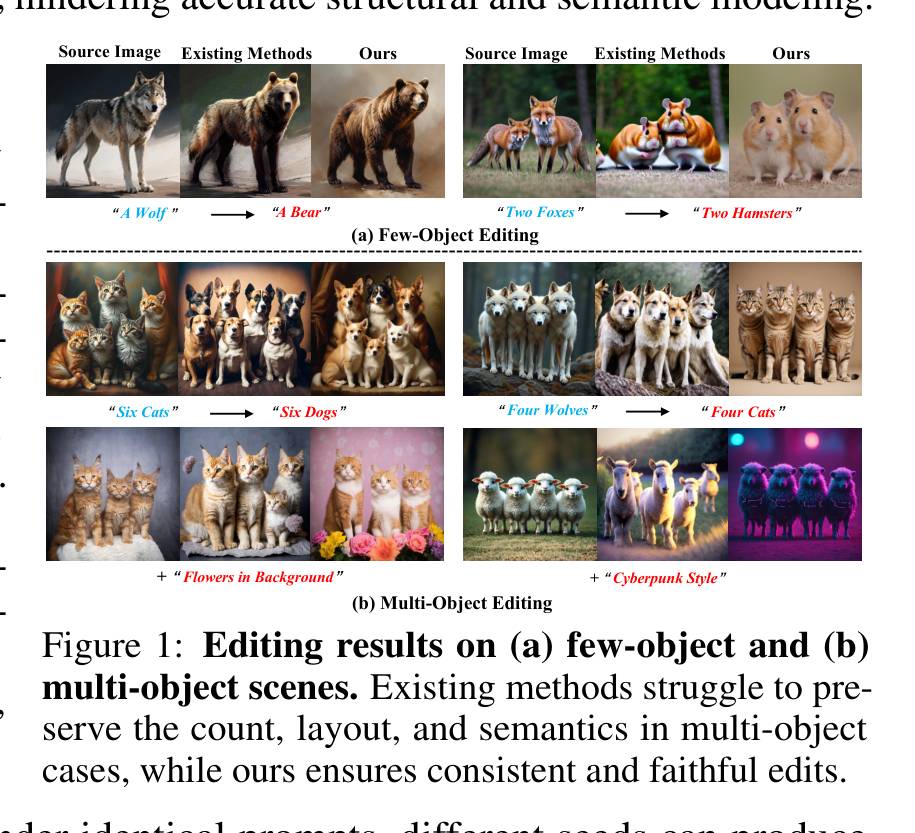 , hindering accurate structural and semantic modeling.
Source Image Existing Methods Ours Source Image Existing Methods Ours
“A Wolf” “A Bear” “Two Foxes” “Two Hamsters”
(a) Few-Object Editing
“Six Cats” “Six Dogs” “Four Wolves” “Four Cats”
+ “Flowers in Background” + “Cyberpunk Style”
(b) Multi-Object Editing
Figure 1: Editing results on (a) few-object and (b)
multi-object scenes. Existing methods struggle to pre-
serve the count, layout, and semantics in multi-object
cases, while ours ensures consistent and faithful edits.
identical prompts, different seeds can produce